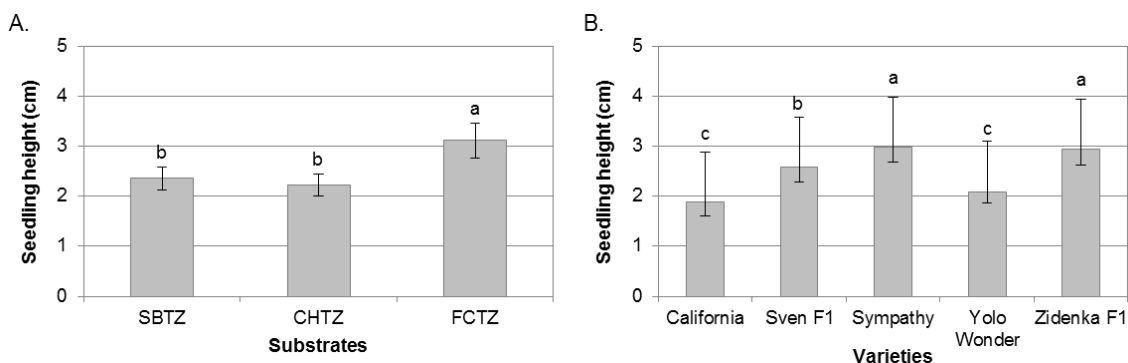 A.
Seedling height (cm)
5
4
3
2
1
0
b
b
a
SBTZ CHTZ FCTZ
Substrates
B.
Seedling height (cm)
5
4
3
2
1
0
c
b
a
c
a
California Sven F1 Sympathy Yolo Zidenka F1
Wonder
Varieties